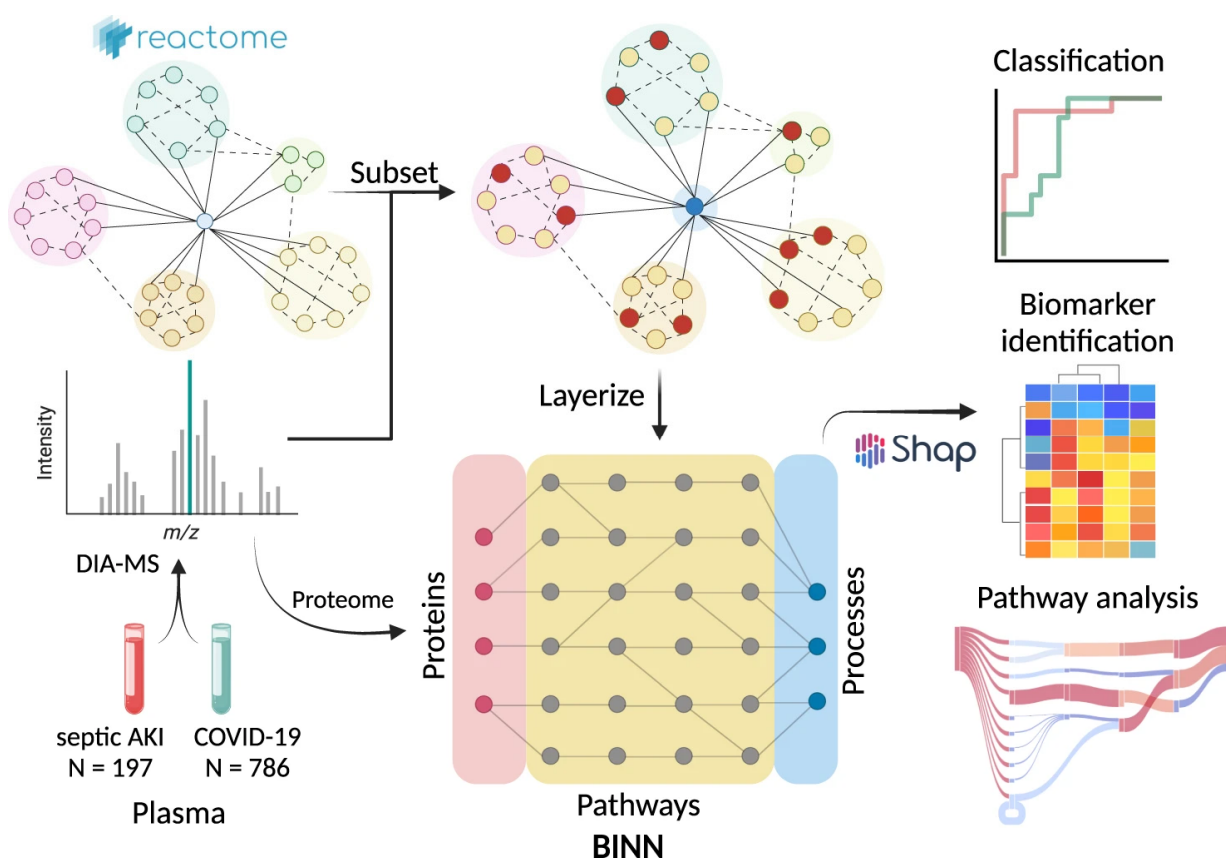 reactome
Subset
Classification
Intensity
m/z
DIA-MS
septic AKI
N = 197
COVID-19
N = 786
Plasma
Proteome
Layerize
Proteins
Processes
Pathways
BINN
Shap
Biomarker
identification
Pathway analysis